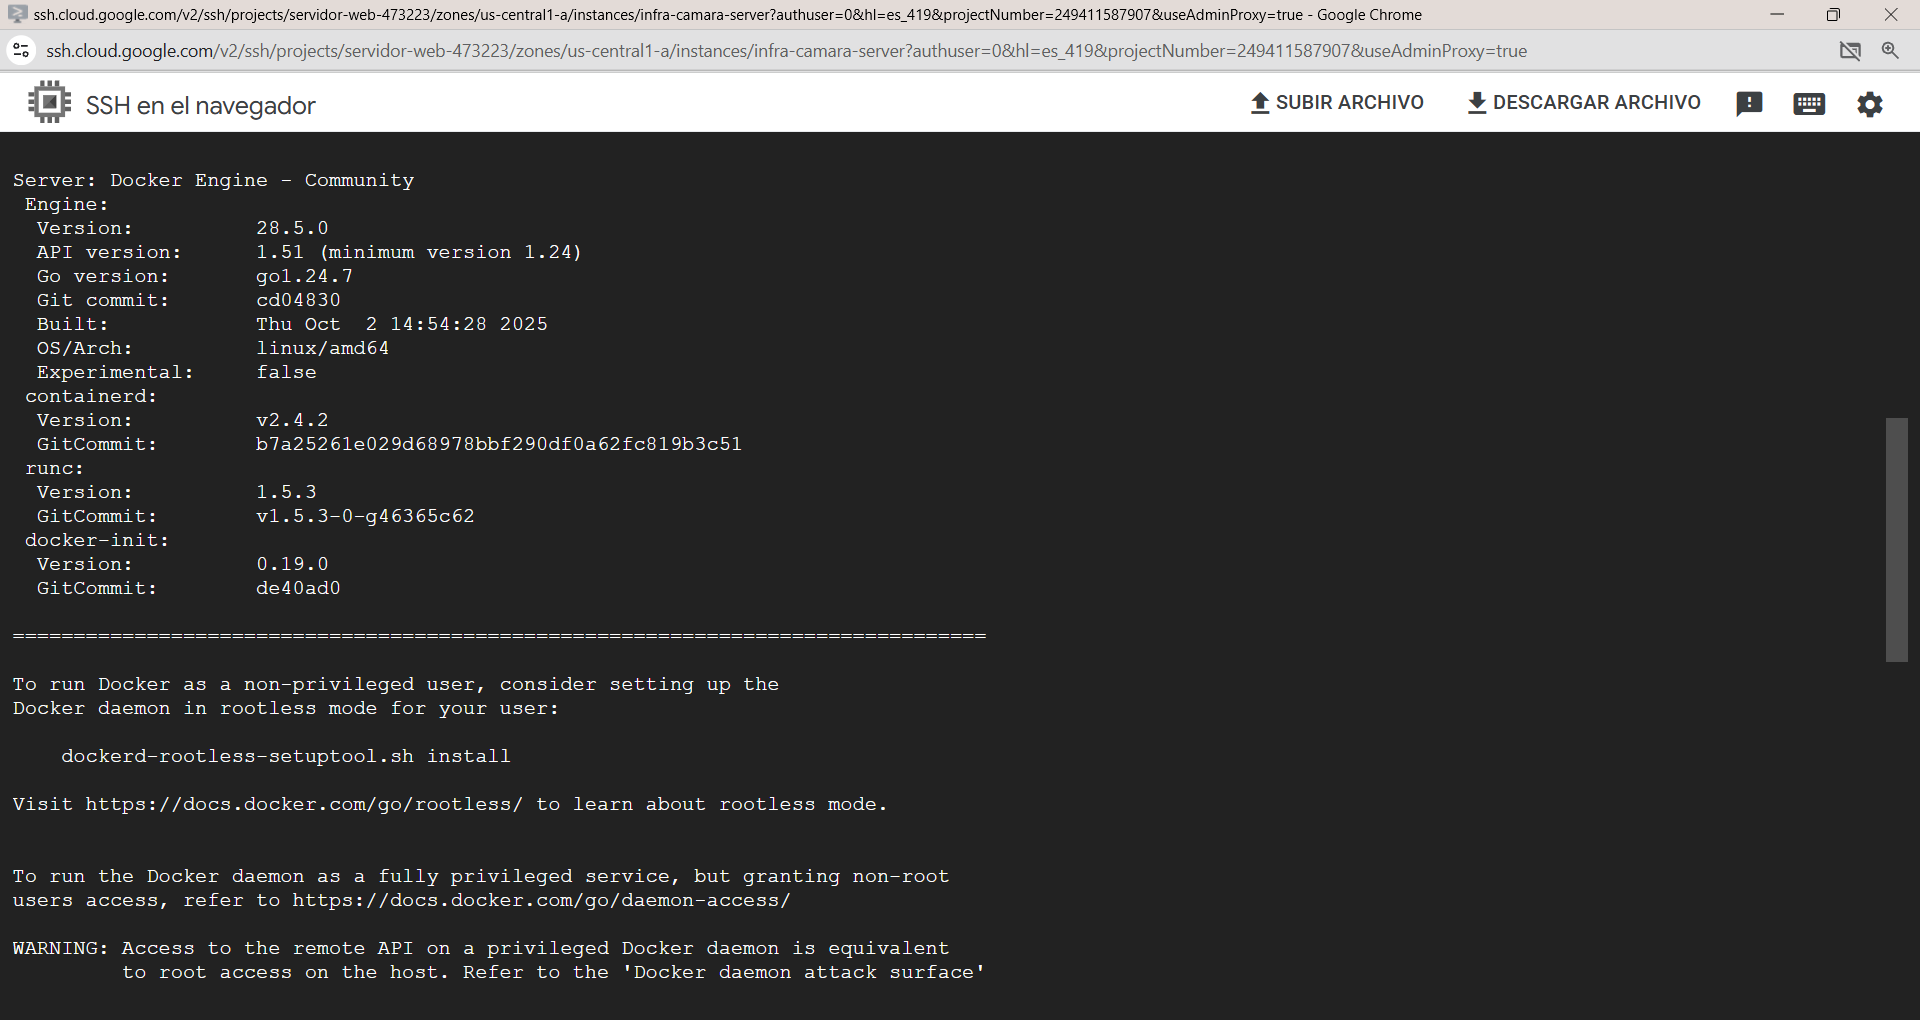 ssh.cloud.google.com/v2/ssh/projects/servidor-web-473223/zones/us-central1-a/instances/infra-camara-server?authuser=0&hl=es_419&projectNumber=249411587907&useAdminProxy=true - Google Chrome
ssh.cloud.google.com/v2/ssh/projects/servidor-web-473223/zones/us-central1-a/instances/infra-camara-server?authuser=0&hl=es_419&projectNumber=249411587907&useAdminProxy=true
SSH en el navegador
SUBIR ARCHIVO
DESCARGAR ARCHIVO
Server: Docker Engine - Community
 Engine:
  Version:          28.5.0
  API version:      1.51 (minimum version 1.24)
  Go version:       go1.24.7
  Git commit:       cd04830
  Built:            Thu Oct  2 14:54:28 2025
  OS/Arch:          linux/amd64
  Experimental:     false
 containerd:
  Version:          v2.4.2
  GitCommit:        b7a25261e029d68978bbf290df0a62fc819b3c51
 runc:
  Version:          1.5.3
  GitCommit:        v1.5.3-0-g46365c62
 docker-init:
  Version:          0.19.0
  GitCommit:        de40ad0
================================================================================
To run Docker as a non-privileged user, consider setting up the
Docker daemon in rootless mode for your user:
    dockerd-rootless-setuptool.sh install
Visit https://docs.docker.com/go/rootless/ to learn about rootless mode.
To run the Docker daemon as a fully privileged service, but granting non-root
users access, refer to https://docs.docker.com/go/daemon-access/
WARNING: Access to the remote API on a privileged Docker daemon is equivalent
         to root access on the host. Refer to the 'Docker daemon attack surface'